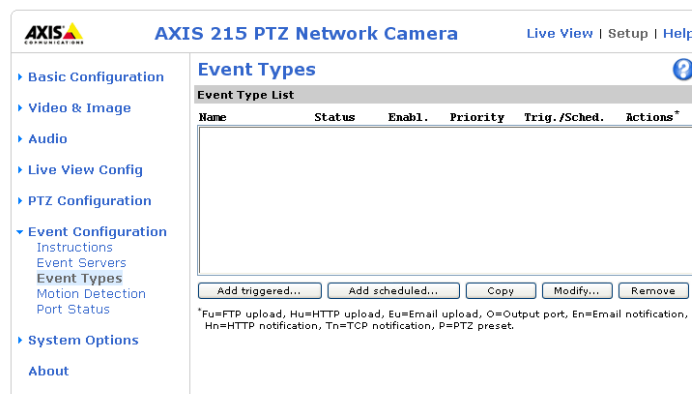 AXIS
COMMUNICATIONS
AXIS 215 PTZ Network Camera
Live View | Setup | Help
Basic Configuration
Video & Image
Audio
Live View Config
PTZ Configuration
Event Configuration
Instructions
Event Servers
Event Types
Motion Detection
Port Status
System Options
About
Event Types
?
Event Type List
Name Status Enabl. Priority Trig./Sched. Actions*
Add triggered... Add scheduled... Copy Modify... Remove
*Fu=FTP upload, Hu=HTTP upload, Eu=Email upload, O=Output port, En=Email notification,
Hn=HTTP notification, Tn=TCP notification, P=PTZ preset.